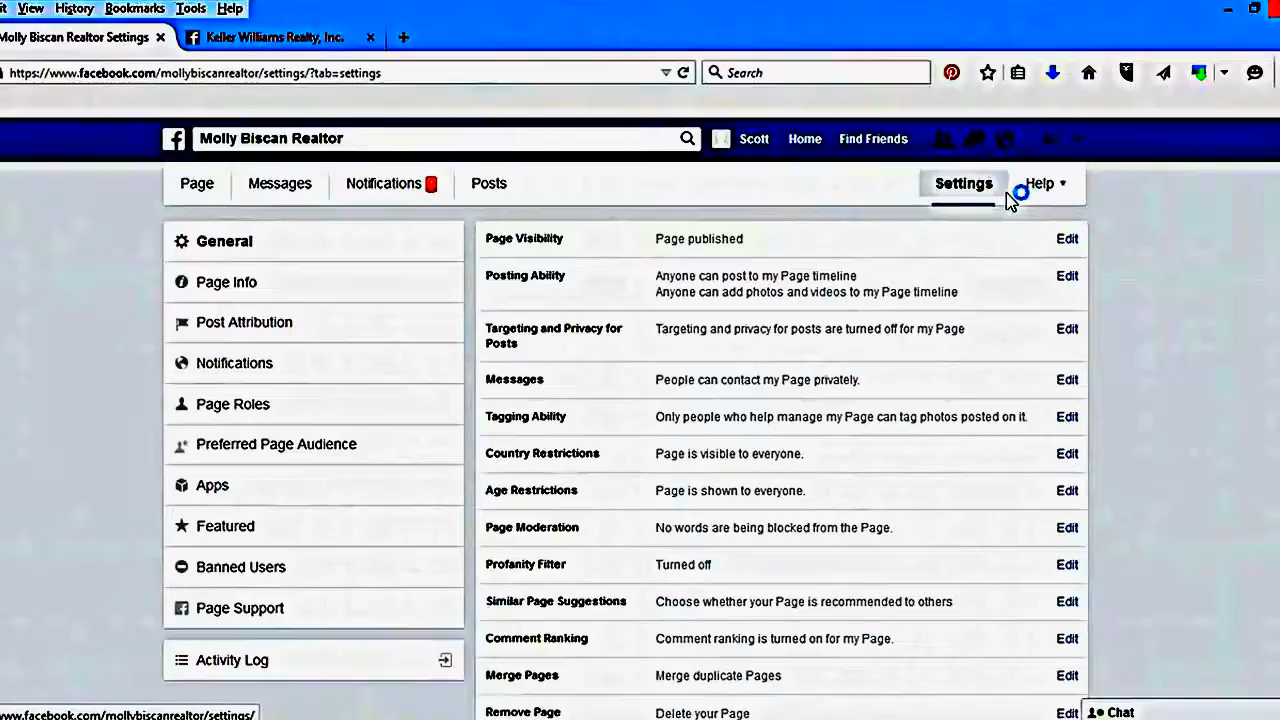 it View History Bookmarks Tools Help
Molly Biscan Realtor Settings × Keller Williams Realty, Inc. × +
https://www.facebook.com/mollybiscanrealtor/settings/?tab=settings Search
Molly Biscan Realtor Scott Home Find Friends
Page Messages Notifications Posts Settings Help
General
Page Info
Post Attribution
Notifications
Page Roles
Preferred Page Audience
Apps
Featured
Banned Users
Page Support
Activity Log
Page Visibility Page published Edit
Posting Ability Anyone can post to my Page timeline Edit
Anyone can add photos and videos to my Page timeline
Targeting and Privacy for Targeting and privacy for posts are turned off for my Page Edit
Posts
Messages People can contact my Page privately. Edit
Tagging Ability Only people who help manage my Page can tag photos posted on it. Edit
Country Restrictions Page is visible to everyone. Edit
Age Restrictions Page is shown to everyone. Edit
Page Moderation No words are being blocked from the Page. Edit
Profanity Filter Turned off Edit
Similar Page Suggestions Choose whether your Page is recommended to others Edit
Comment Ranking Comment ranking is turned on for my Page. Edit
Merge Pages Merge duplicate Pages Edit
Remove Page Delete your Page Edit
www.facebook.com/mollybiscanrealtor/settings/ Chat